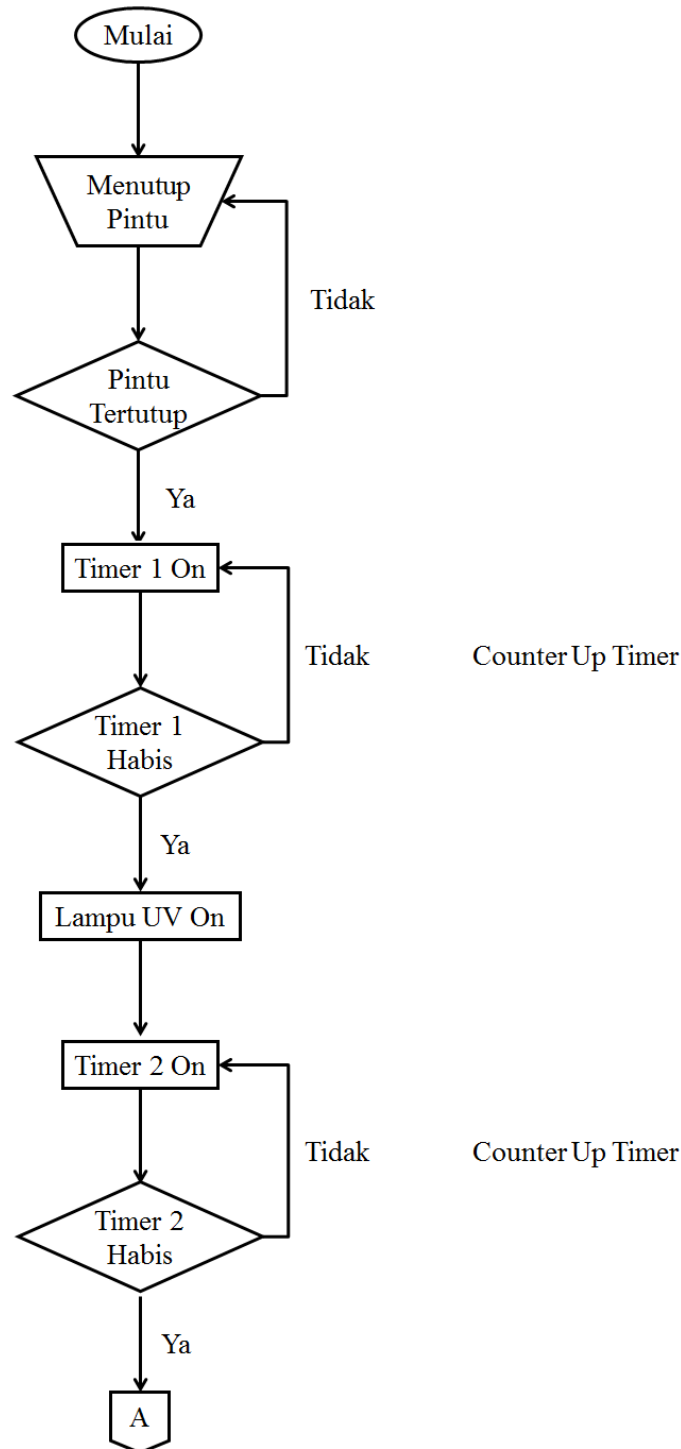 Mulai
Menutup
Pintu
Tidak
Pintu
Tertutup
Ya
Timer 1 On
Tidak
Counter Up Timer
Timer 1
Habis
Ya
Lampu UV On
Timer 2 On
Tidak
Counter Up Timer
Timer 2
Habis
Ya
A